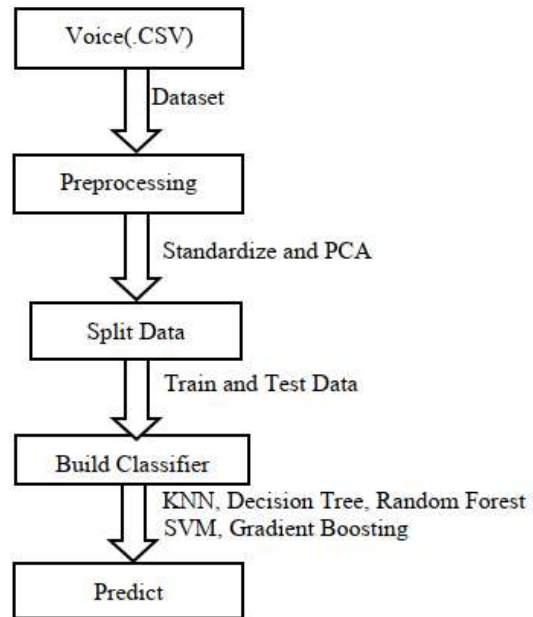 Voice(.CSV)
Dataset
Preprocessing
Standardize and PCA
Split Data
Train and Test Data
Build Classifier
KNN, Decision Tree, Random Forest
SVM, Gradient Boosting
Predict